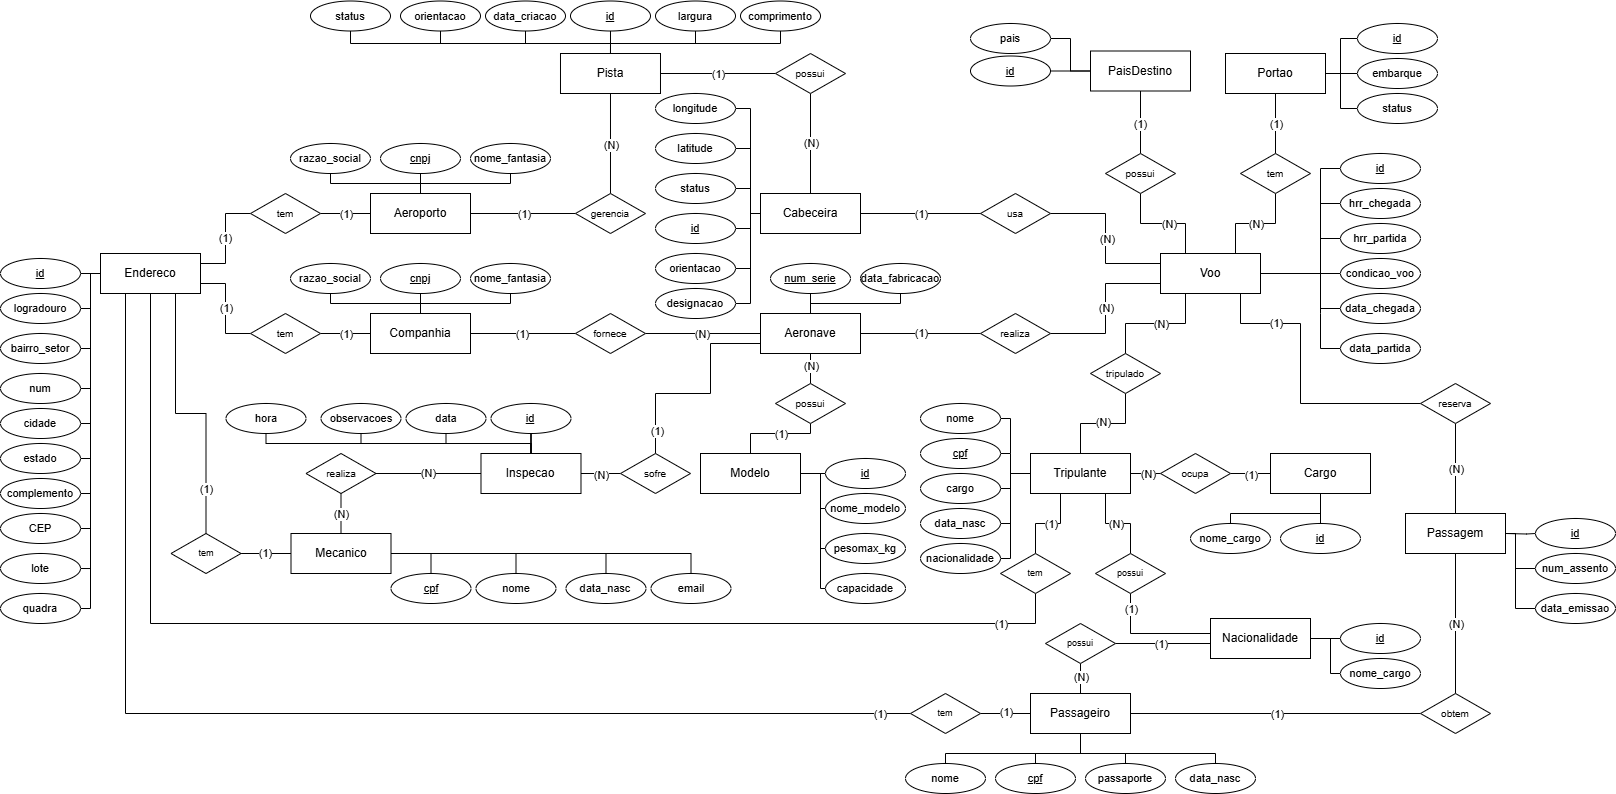 status
orientacao
data_criacao
id
largura
comprimento
Pista
(1)
possui
pais
id
PaisDestino
Portao
id
embarque
status
longitude
latitude
status
id
orientacao
designacao
(N)
(N)
(1)
(1)
razao_social
cnpj
nome_fantasia
possui
tem
id
hrr_chegada
hrr_partida
condicao_voo
data_chegada
data_partida
tem
(1)
Aeroporto
(1)
gerencia
Cabeceira
(1)
usa
(N)
(N)
(N)
(1)
Endereco
Voo
id
logradouro
bairro_setor
num
cidade
estado
complemento
CEP
lote
quadra
razao_social
cnpj
nome_fantasia
num_serie
data_fabricacao
(1)
tem
(1)
Companhia
(1)
fornece
(N)
Aeronave
(1)
realiza
(N)
(N)
(1)
(N)
tripulado
possui
(1)
reserva
hora
observacoes
data
id
(1)
nome
cpf
cargo
data_nasc
nacionalidade
(N)
realiza
(N)
Inspecao
(N)
sofre
Modelo
id
nome_modelo
pesomax_kg
capacidade
Tripulante
(N)
ocupa
(1)
Cargo
(N)
(1)
(N)
(1)
(N)
nome_cargo
id
Passagem
id
num_assento
data_emissao
tem
(1)
Mecanico
cpf
nome
data_nasc
email
tem
possui
(1)
(1)
(N)
possui
(1)
Nacionalidade
id
nome_cargo
(N)
(1)
tem
(1)
Passageiro
(1)
obtem
nome
cpf
passaporte
data_nasc